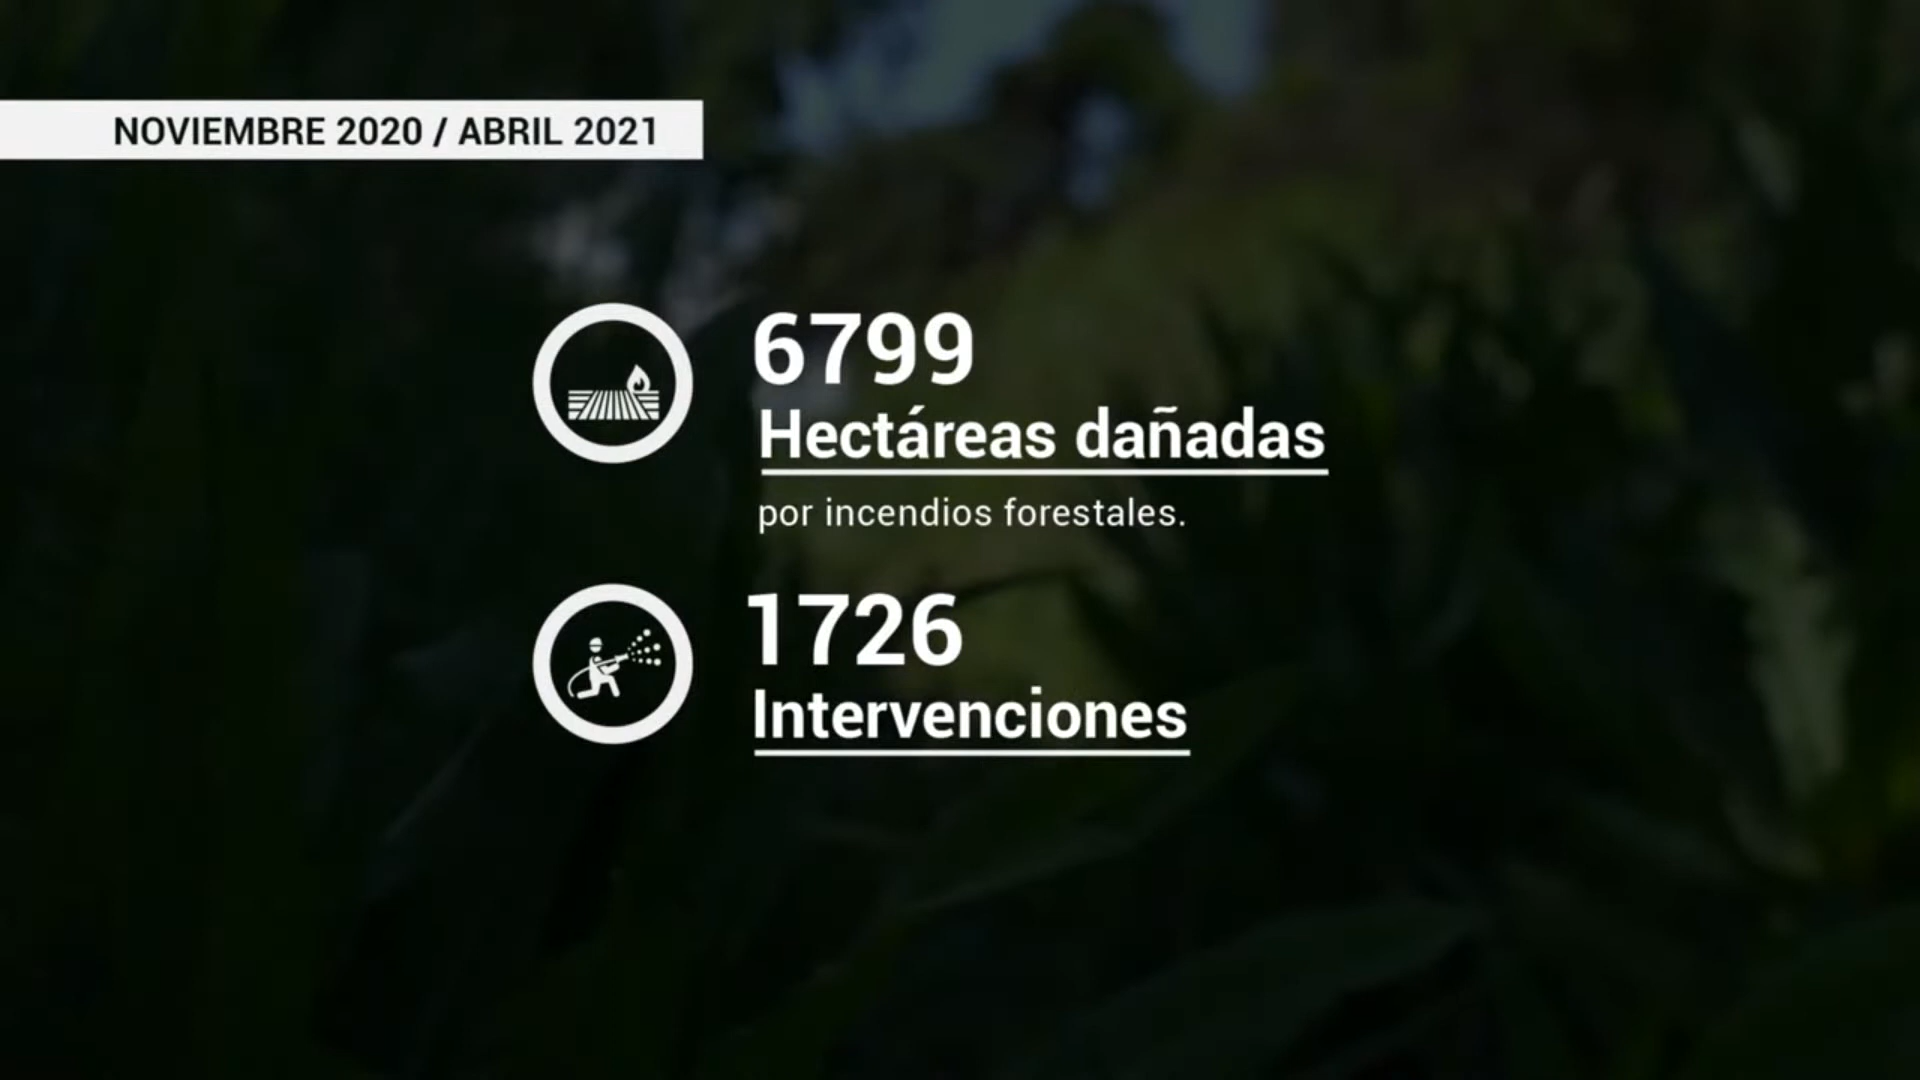 NOVIEMBRE 2020 / ABRIL 2021
6799
Hectáreas dañadas
por incendios forestales.
1726
Intervenciones